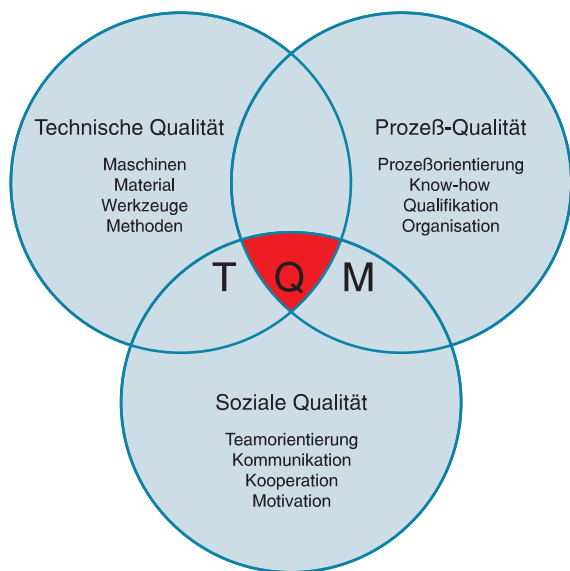 Technische Qualität
Maschinen
Material
Werkzeuge
Methoden
Prozeß-Qualität
Prozeßorientierung
Know-how
Qualifikation
Organisation
T Q M
Soziale Qualität
Teamorientierung
Kommunikation
Kooperation
Motivation